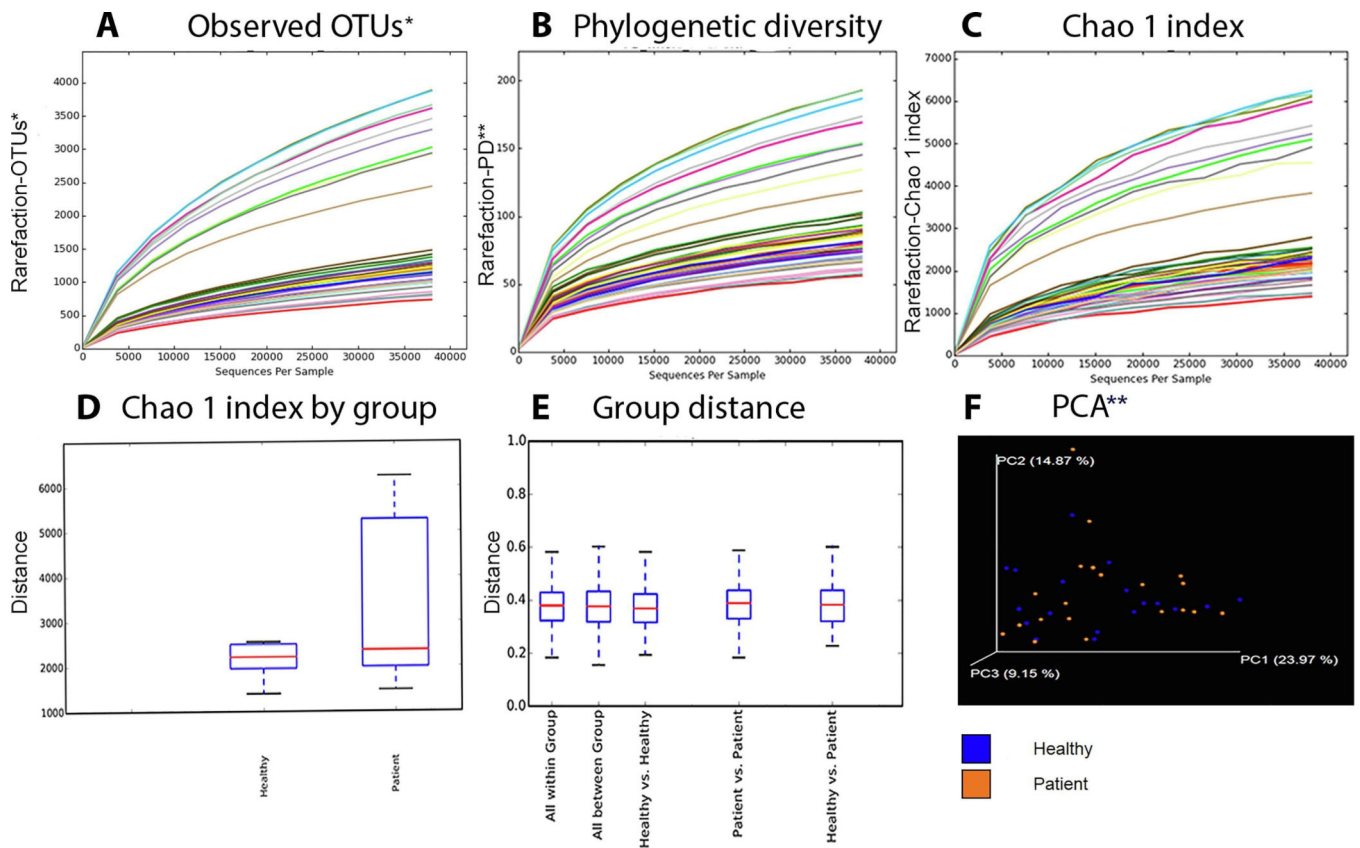 A Observed OTUs*
Rarefaction-OTUs*
4000
3500
3000
2500
2000
1500
1000
500
0
0 5000 10000 15000 20000 25000 30000 35000 40000
Sequences Per Sample
B Phylogenetic diversity
Rarefaction-PD**
200
150
100
50
0
5000 10000 15000 20000 25000 30000 35000 40000
Sequences Per Sample
C Chao 1 index
Rarefaction-Chao 1 index
7000
6000
5000
4000
3000
2000
1000
0
0 5000 10000 15000 20000 25000 30000 35000 40000
Sequences Per Sample
D Chao 1 index by group
Distance
6000
5000
4000
3000
2000
1000
Healthy
Patient
E Group distance
Distance
1.0
0.8
0.6
0.4
0.2
0.0
All within Group
All between Group
Healthy vs. Healthy
Patient vs. Patient
Healthy vs. Patient
F PCA**
PC2 (14.87 %)
PC1 (23.97 %)
PC3 (9.15 %)
Healthy
Patient